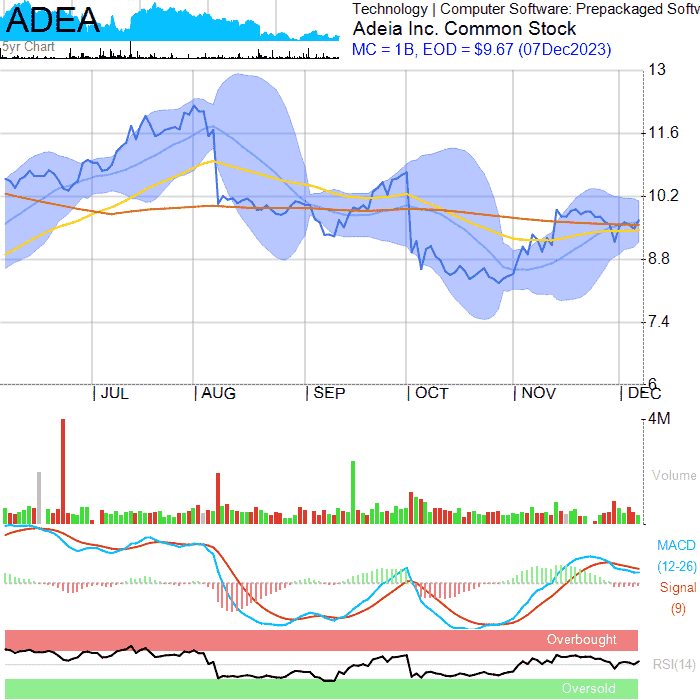 ADEA
5yr Chart
Technology | Computer Software: Prepackaged Softw
Adeia Inc. Common Stock
MC = 1B, EOD = $9.67 (07Dec2023)
13
11.6
10.2
8.8
7.4
6
| JUL | AUG | SEP | OCT | NOV | DEC
4M
Volume
MACD
(12-26)
Signal
(9)
Overbought
RSI(14)
Oversold